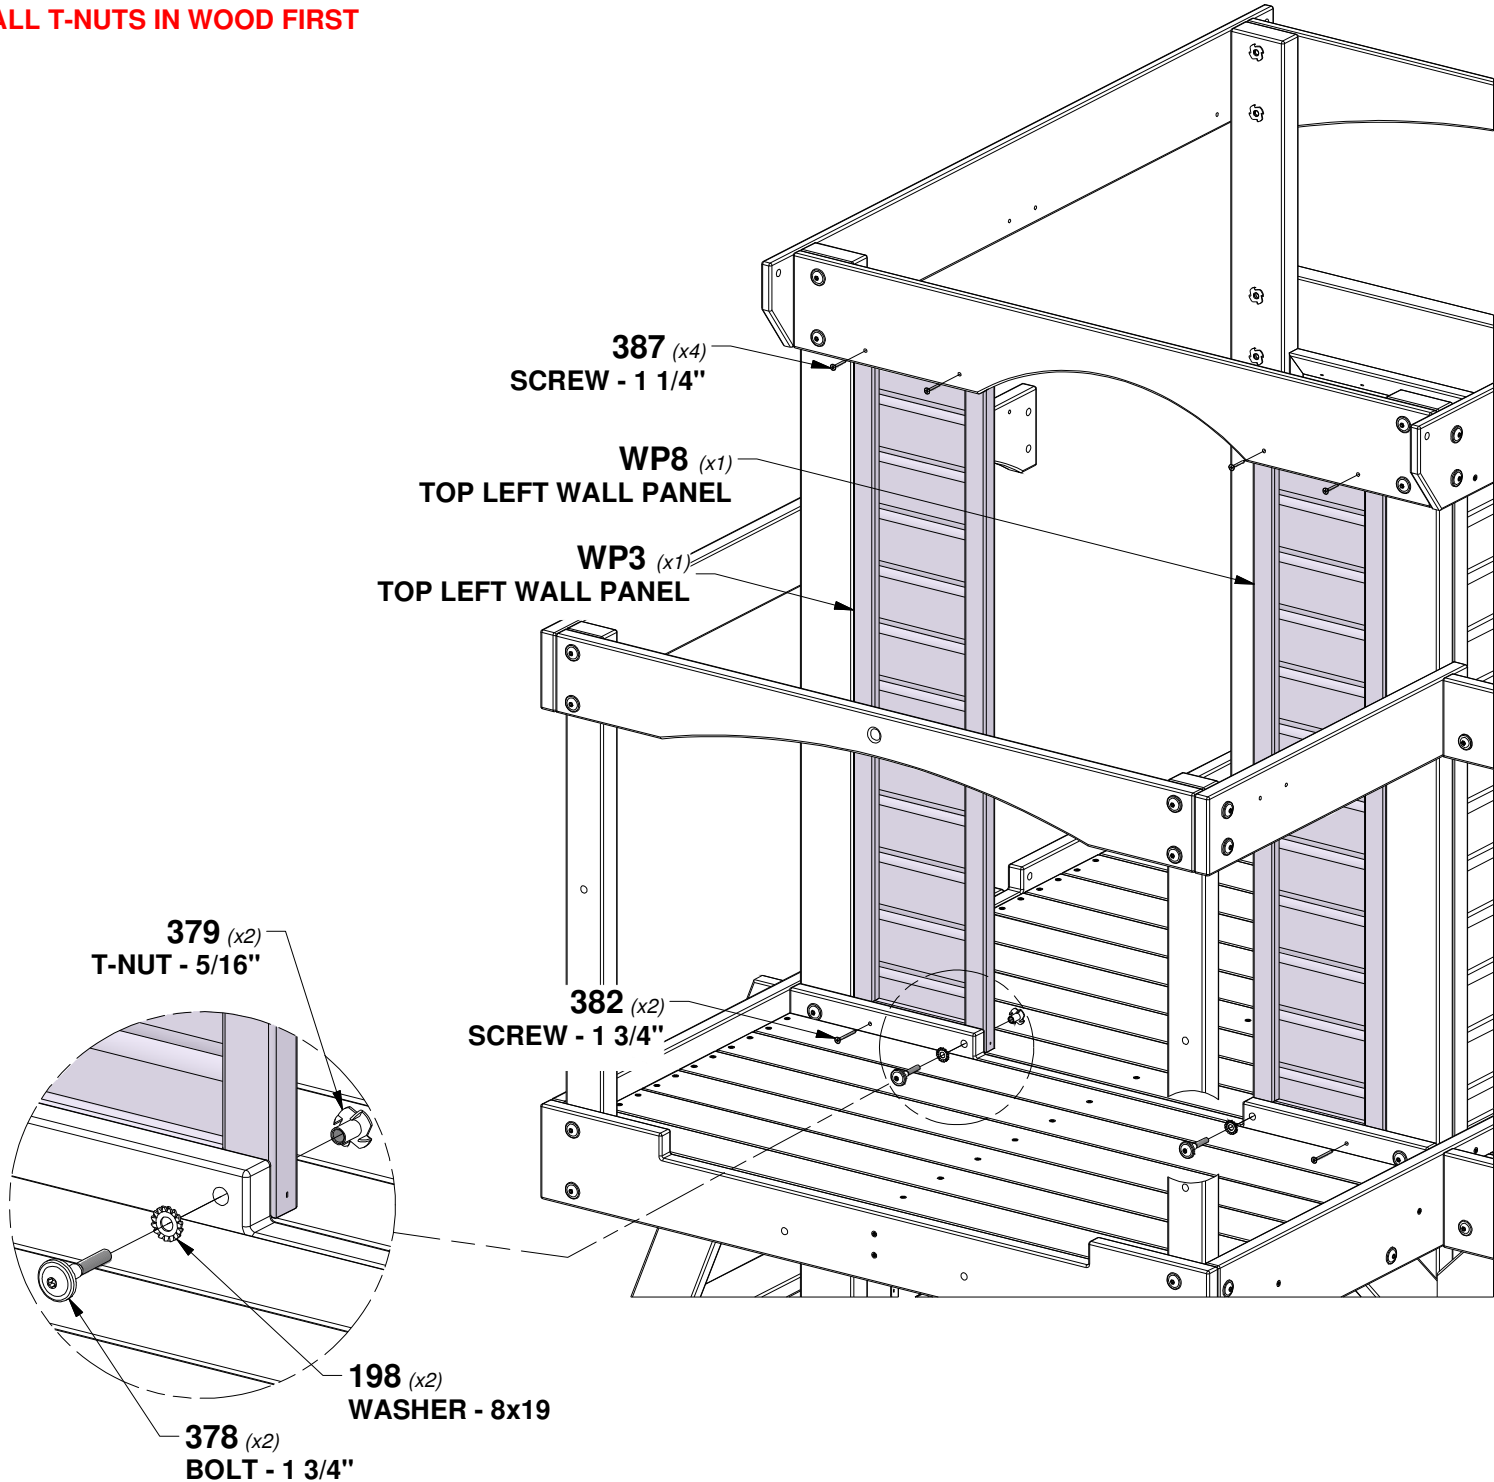 ALL T-NUTS IN WOOD FIRST
387 (x4)
SCREW - 1 1/4"
WP8 (x1)
TOP LEFT WALL PANEL
WP3 (x1)
TOP LEFT WALL PANEL
379 (x2)
T-NUT - 5/16"
382 (x2)
SCREW - 1 3/4"
198 (x2)
WASHER - 8x19
378 (x2)
BOLT - 1 3/4"